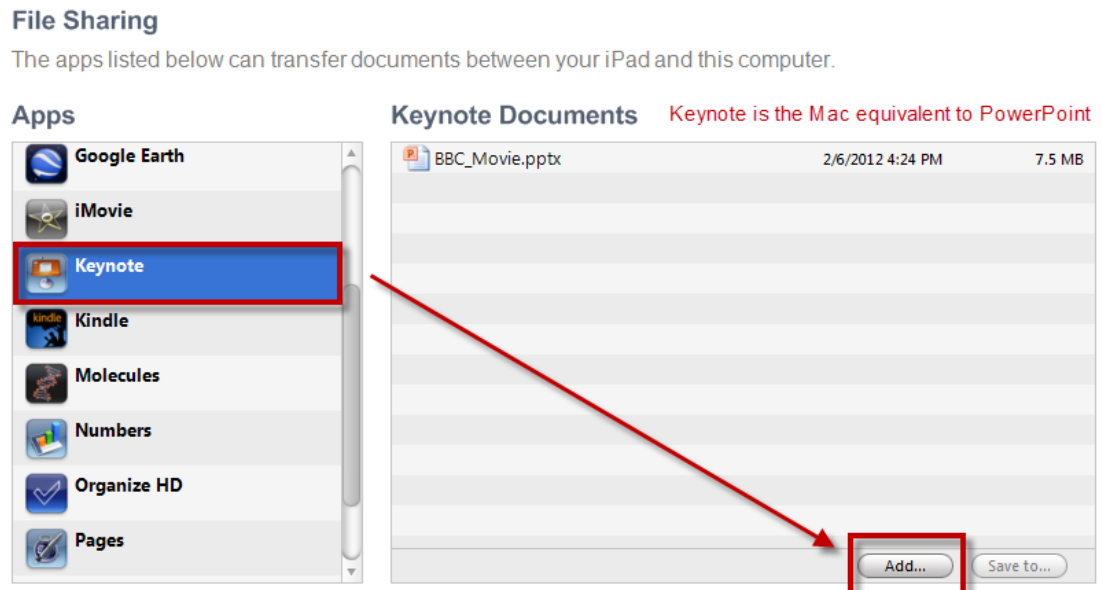 File Sharing
The apps listed below can transfer documents between your iPad and this computer.
Apps
Google Earth
iMovie
Keynote
kindle
Kindle
Molecules
Numbers
Organize HD
Pages
Keynote Documents
Keynote is the Mac equivalent to PowerPoint
BBC_Movie.pptx 2/6/2012 4:24 PM 7.5 MB
Add...
Save to...